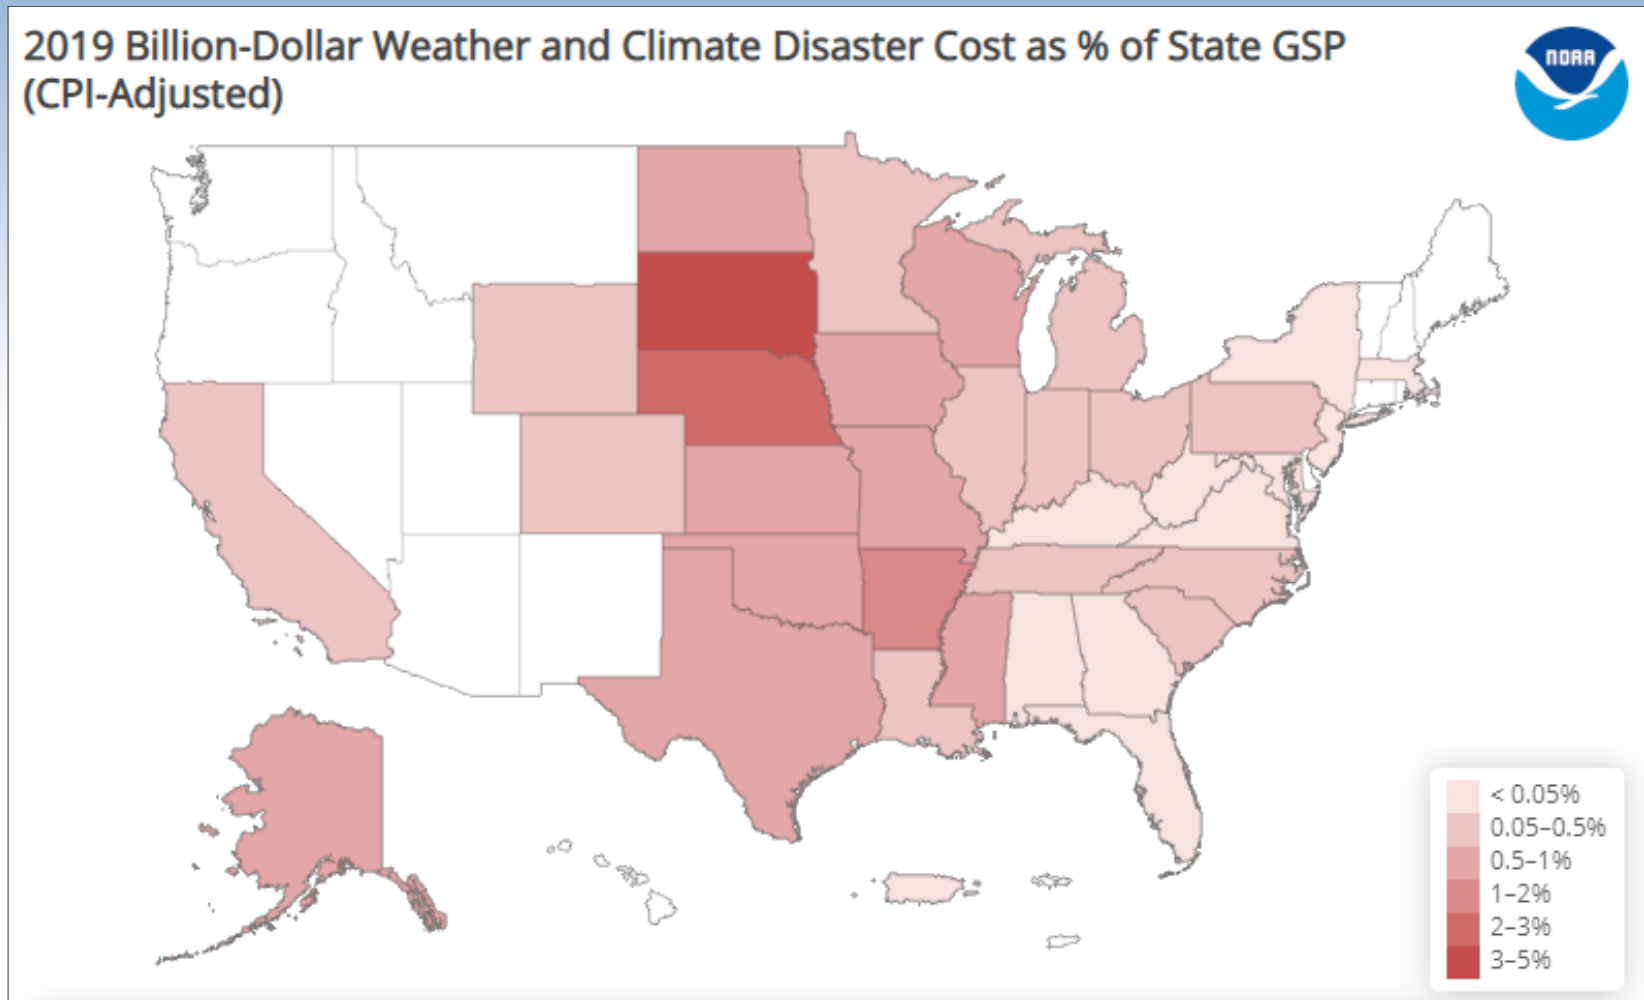 2019 Billion-Dollar Weather and Climate Disaster Cost as % of State GSP
(CPI-Adjusted)
NOAA
< 0.05%
0.05–0.5%
0.5–1%
1–2%
2–3%
3–5%